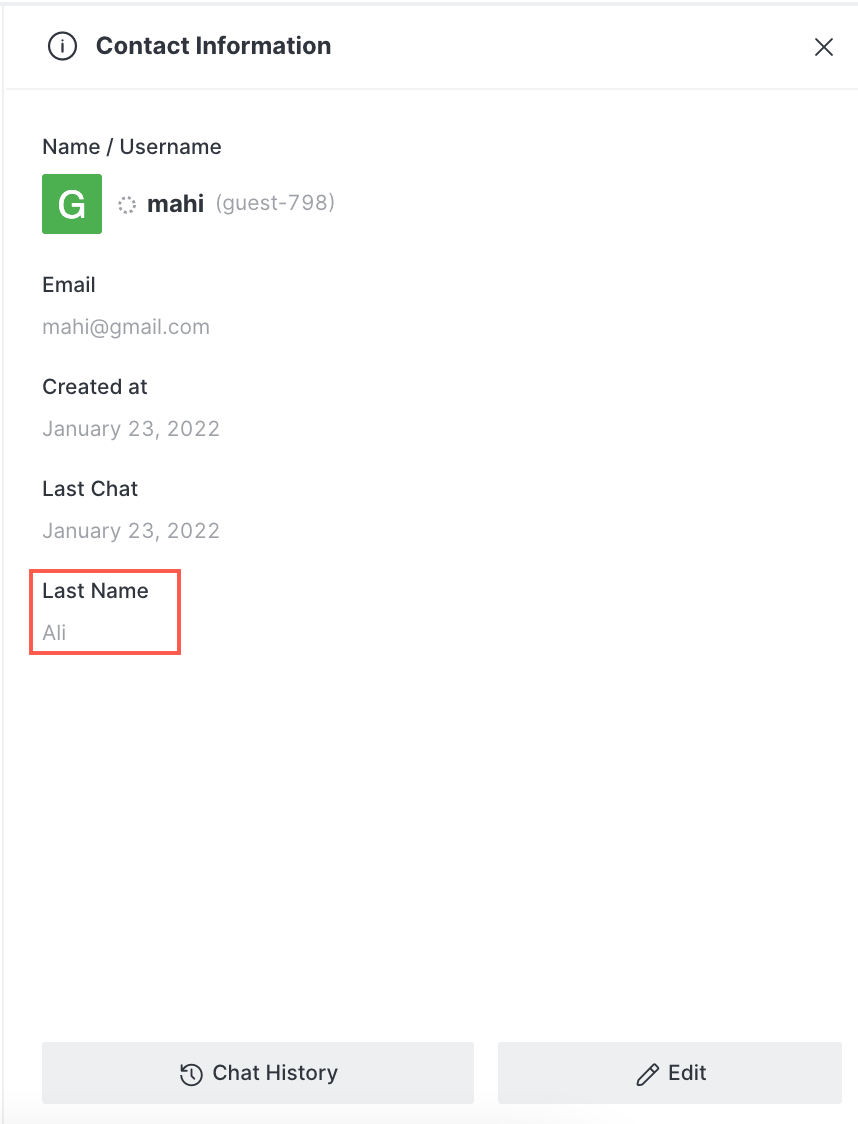 Contact Information
Name / Username
G mahi (guest-798)
Email
mahi@gmail.com
Created at
January 23, 2022
Last Chat
January 23, 2022
Last Name
Ali
Chat History Edit